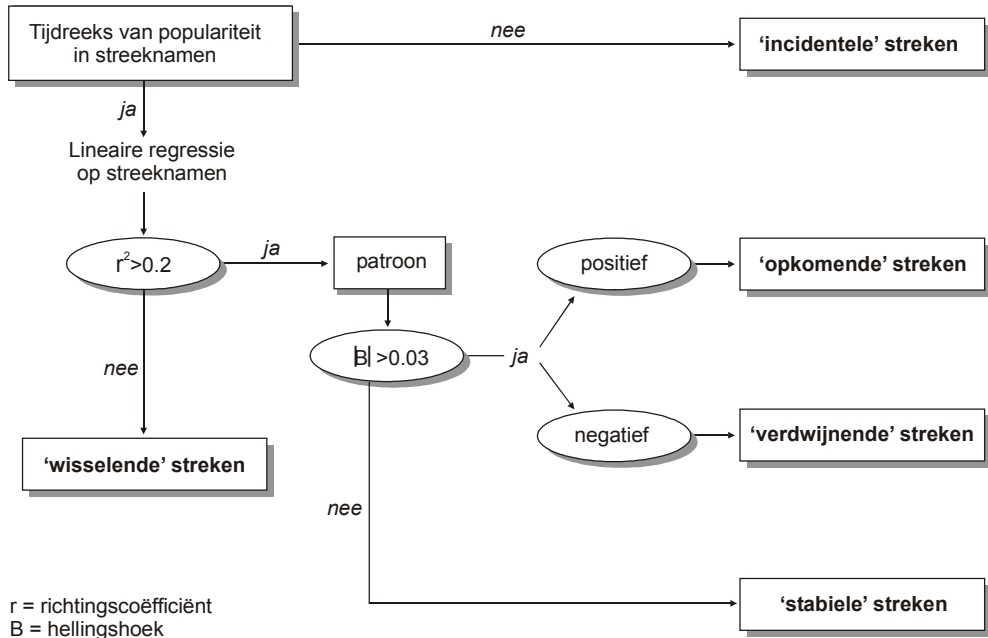 Tijdreeks van populariteit
in streeknamen
nee
'incidentele' streken
ja
Lineaire regressie
op streeknamen
r²>0.2
ja
patroon
positief
'opkomende' streken
|B| >0.03
ja
nee
negatief
'verdwijnende' streken
'wisselende' streken
nee
'stabiele' streken
r = richtingscoëfficiënt
B = hellingshoek